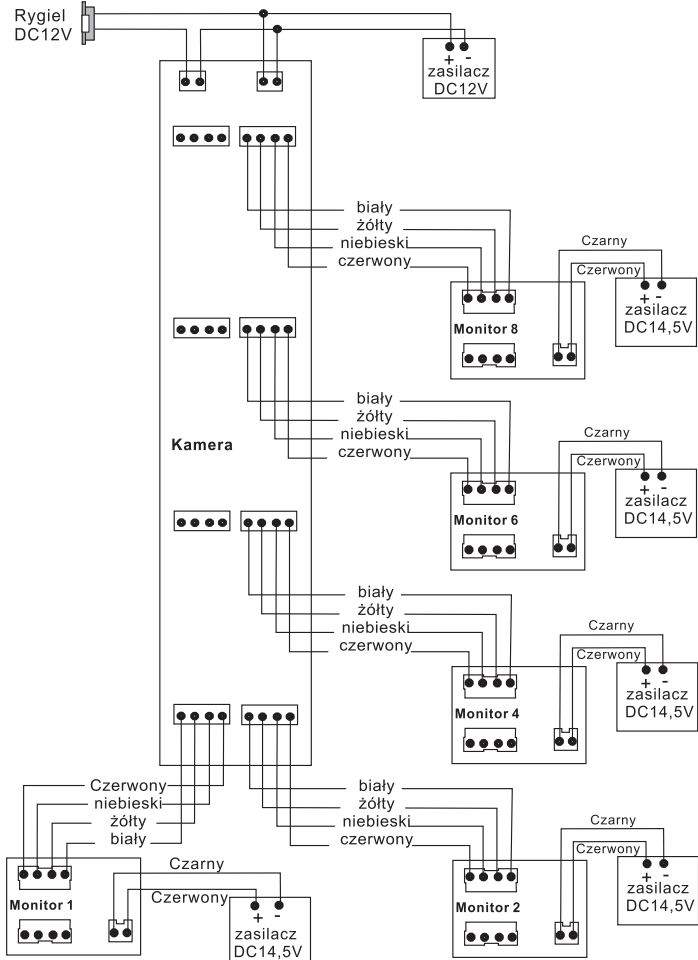 Rygiel
DC12V
+ -
zasilacz
DC12V
biały
żółty
niebieski
czerwony
Czarny
Czerwony
+ -
zasilacz
DC14,5V
Monitor 8
biały
żółty
niebieski
czerwony
Kamera
Czarny
Czerwony
+ -
zasilacz
DC14,5V
Monitor 6
biały
żółty
niebieski
czerwony
Czarny
Czerwony
+ -
zasilacz
DC14,5V
Monitor 4
Czerwony
niebieski
żółty
biały
biały
żółty
niebieski
czerwony
Czarny
Czerwony
+ -
zasilacz
DC14,5V
Monitor 1
Czarny
Czerwony
+ -
zasilacz
DC14,5V
Monitor 2